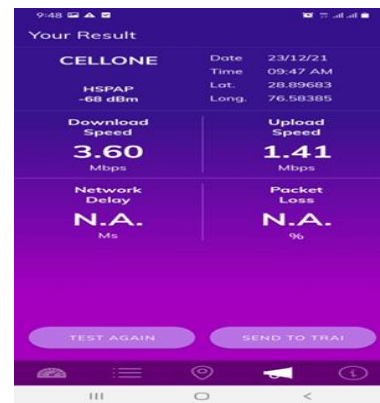 9:48
Your Result
CELLONE
HSPAP
-68 dBm
Date 23/12/21
Time 09:47 AM
Lat. 28.89683
Long. 76.58385
Download
Speed
3.60
Mbps
Upload
Speed
1.41
Mbps
Network
Delay
N.A.
Ms
Packet
Loss
N.A.
%
TEST AGAIN
SEND TO TRAI